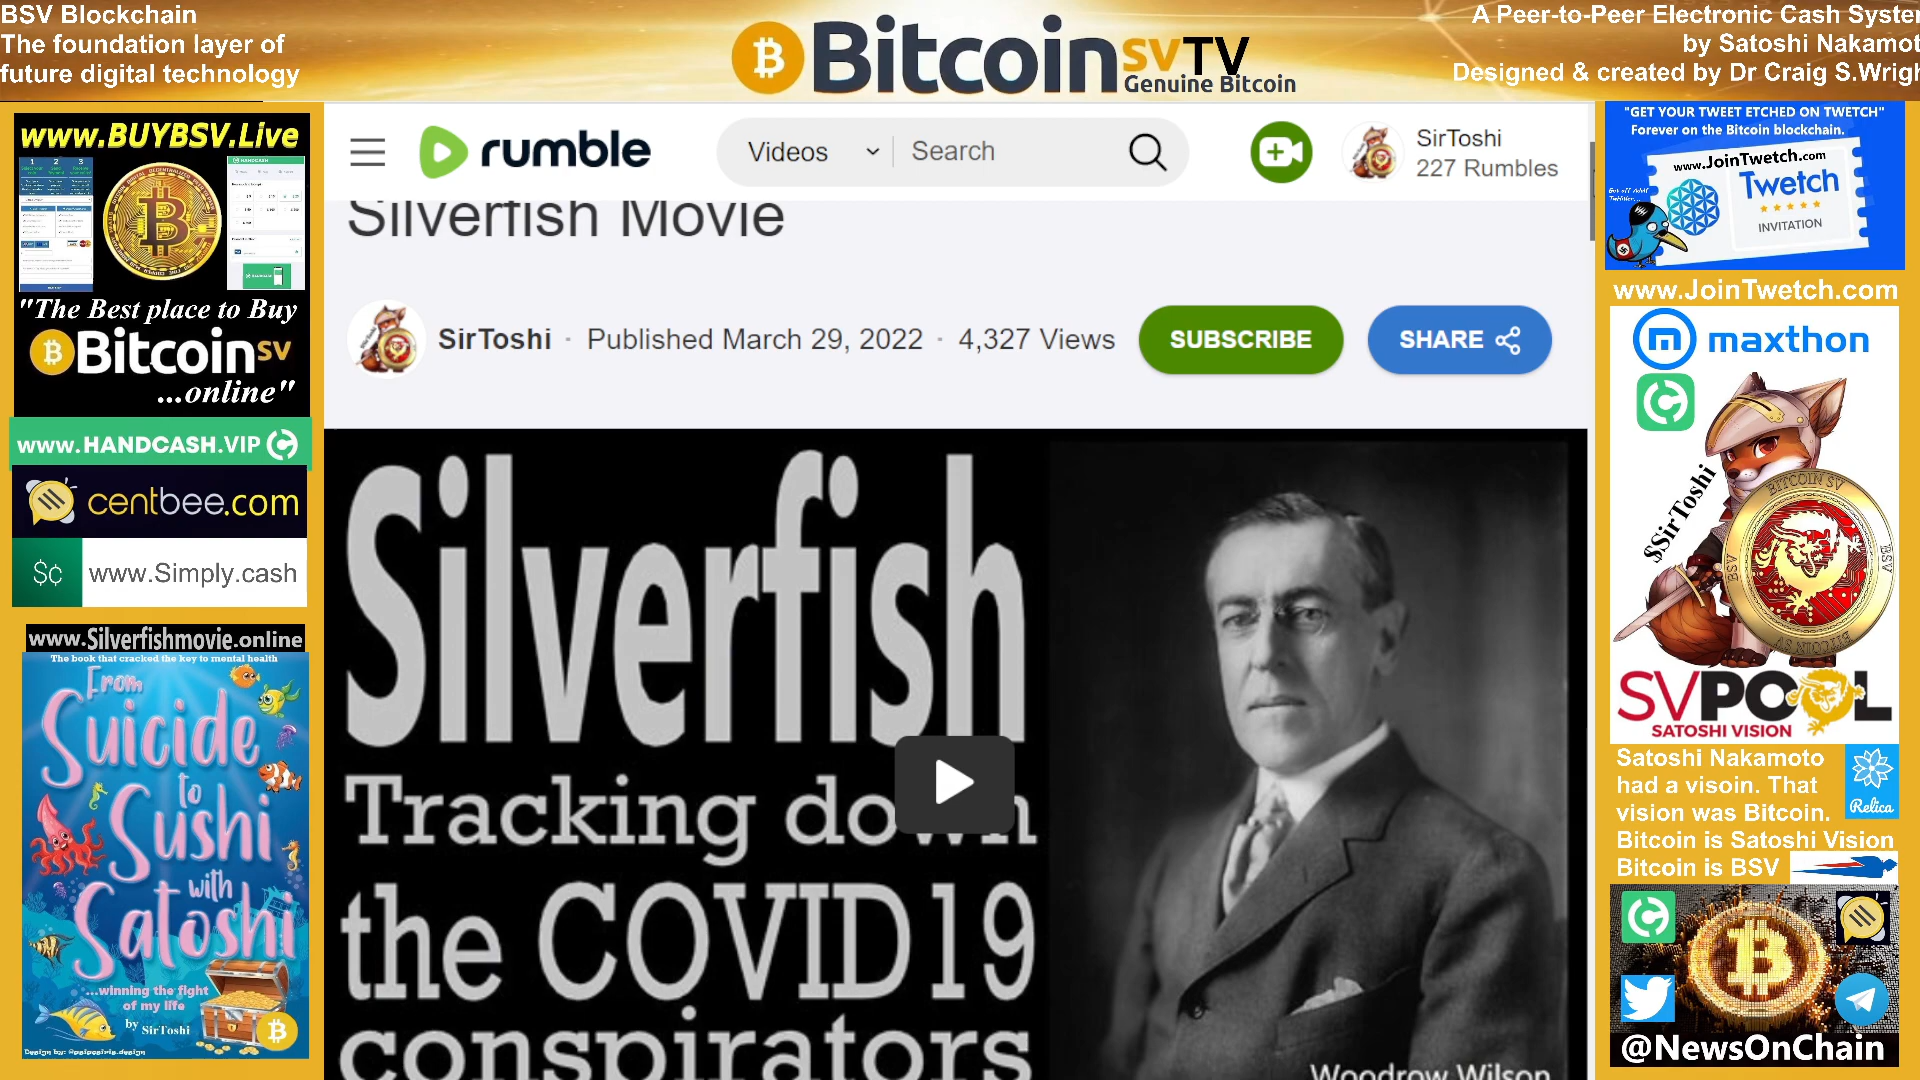 BSV Blockchain
The foundation layer of
future digital technology
Bitcoin SV TV
Genuine Bitcoin
A Peer-to-Peer Electronic Cash System
by Satoshi Nakamot
Designed & created by Dr Craig S.Wrigh
www.BUYBSV.Live
"The Best place to Buy
Bitcoin SV
...online"
www.HANDCASH.VIP
centbee.com
$c www.Simply.cash
www.Silverfishmovie.online
The book that cracked the key to mental health
From
Suicide
to
Sushi
with
Satoshi
...winning the fight
of my life
by SirToshi
rumble
Videos
Search
SirToshi
227 Rumbles
Silverfish Movie
SirToshi · Published March 29, 2022 · 4,327 Views
SUBSCRIBE
SHARE
Silverfish
Tracking down
the COVID19
conspirators
Woodrow Wilson
"GET YOUR TWEET ETCHED ON TWETCH"
Forever on the Bitcoin blockchain.
www.JoinTwetch.com
Twetch
INVITATION
www.JoinTwetch.com
maxthon
$SirToshi
BITCOIN SV
BSV
BSV
BITCOIN SV
SVPOOL
SATOSHI VISION
Satoshi Nakamoto
had a visoin. That
vision was Bitcoin.
Bitcoin is Satoshi Vision
Bitcoin is BSV
Relica
@NewsOnChain